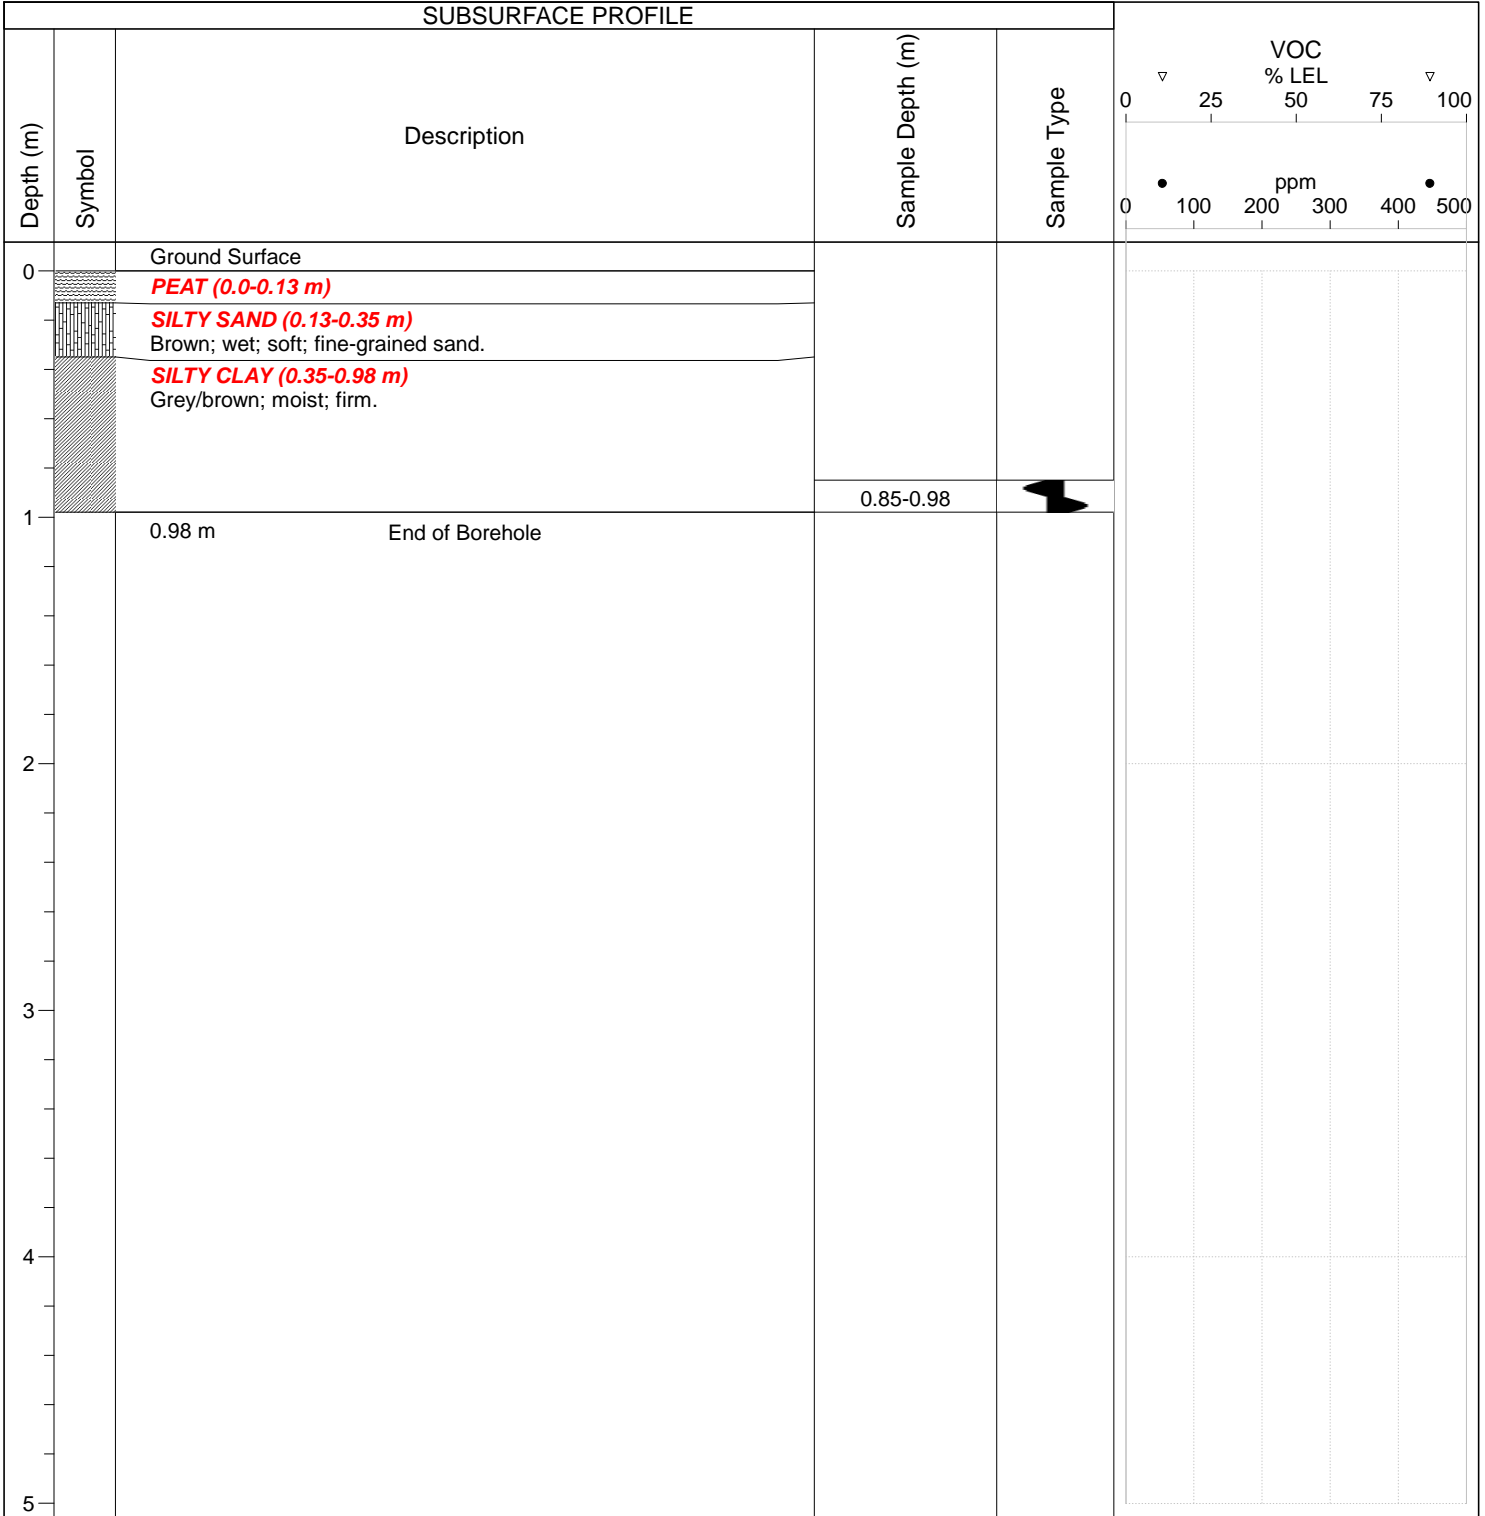 SUBSURFACE PROFILE
Depth (m)
Symbol
Description
Sample Depth (m)
Sample Type
VOC
% LEL
0 25 50 75 100
ppm
0 100 200 300 400 500
Ground Surface
0
PEAT (0.0-0.13 m)
SILTY SAND (0.13-0.35 m)
Brown; wet; soft; fine-grained sand.
SILTY CLAY (0.35-0.98 m)
Grey/brown; moist; firm.
0.85-0.98
1
0.98 m End of Borehole
2
3
4
5